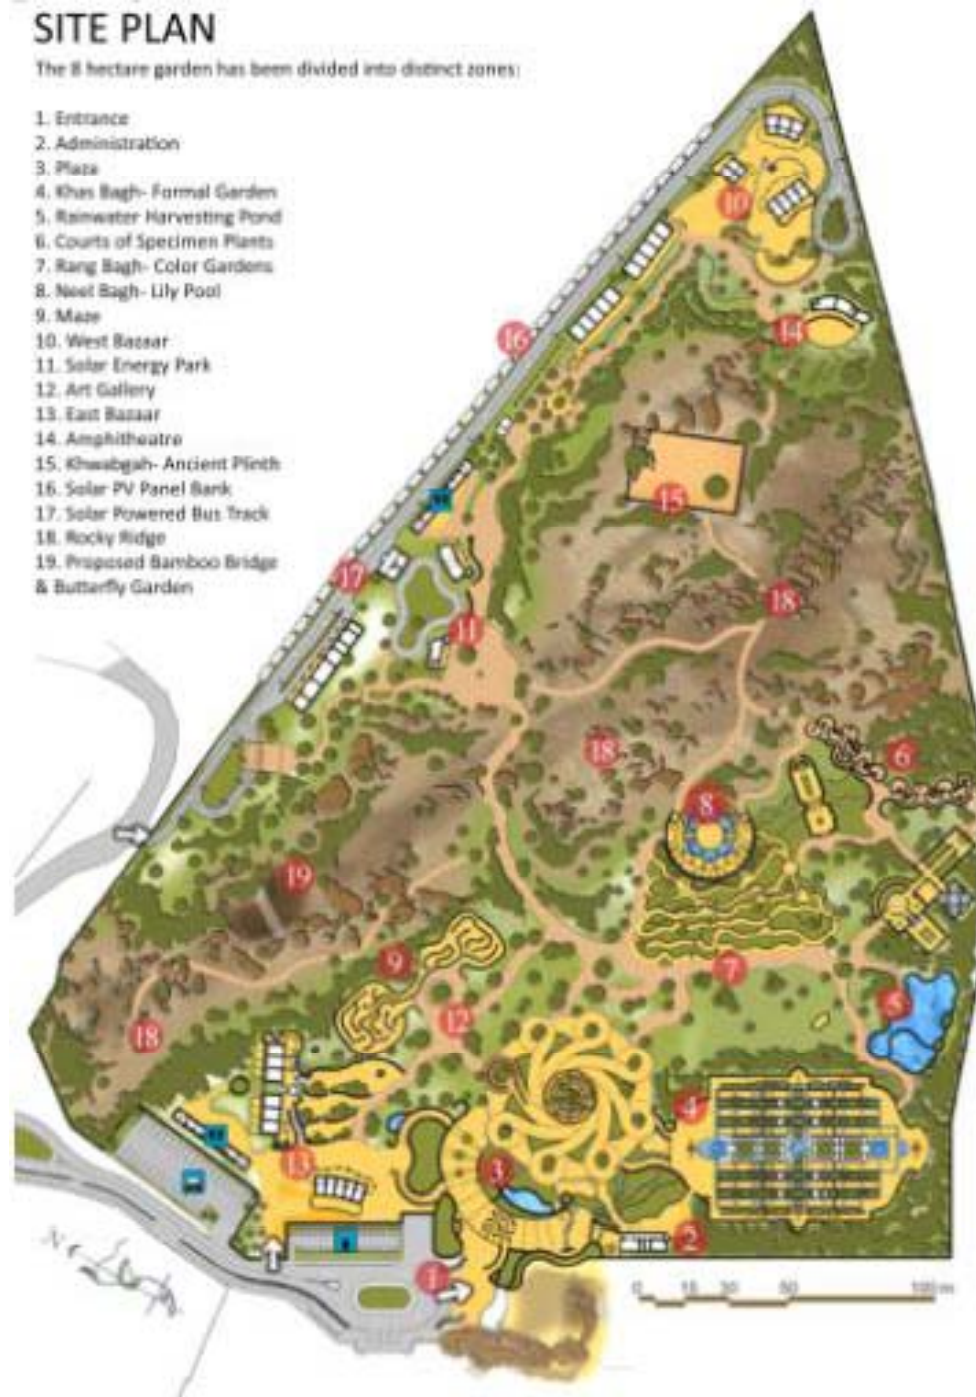 SITE PLAN
The 8 hectare garden has been divided into distinct zones:
1. Entrance
2. Administration
3. Plaza
4. Khas Bagh- Formal Garden
5. Rainwater Harvesting Pond
6. Courts of Specimen Plants
7. Rang Bagh- Color Gardens
8. Neel Bagh- Lily Pool
9. Maze
10. West Bazaar
11. Solar Energy Park
12. Art Gallery
13. East Bazaar
14. Amphitheatre
15. Khwabgah- Ancient Plinth
16. Solar PV Panel Bank
17. Solar Powered Bus Track
18. Rocky Ridge
19. Proposed Bamboo Bridge
& Butterfly Garden
10
14
16
15
17
18
11
18
6
8
19
9
7
5
12
18
4
13
3
2
N
1
0 15 30 50 100 m